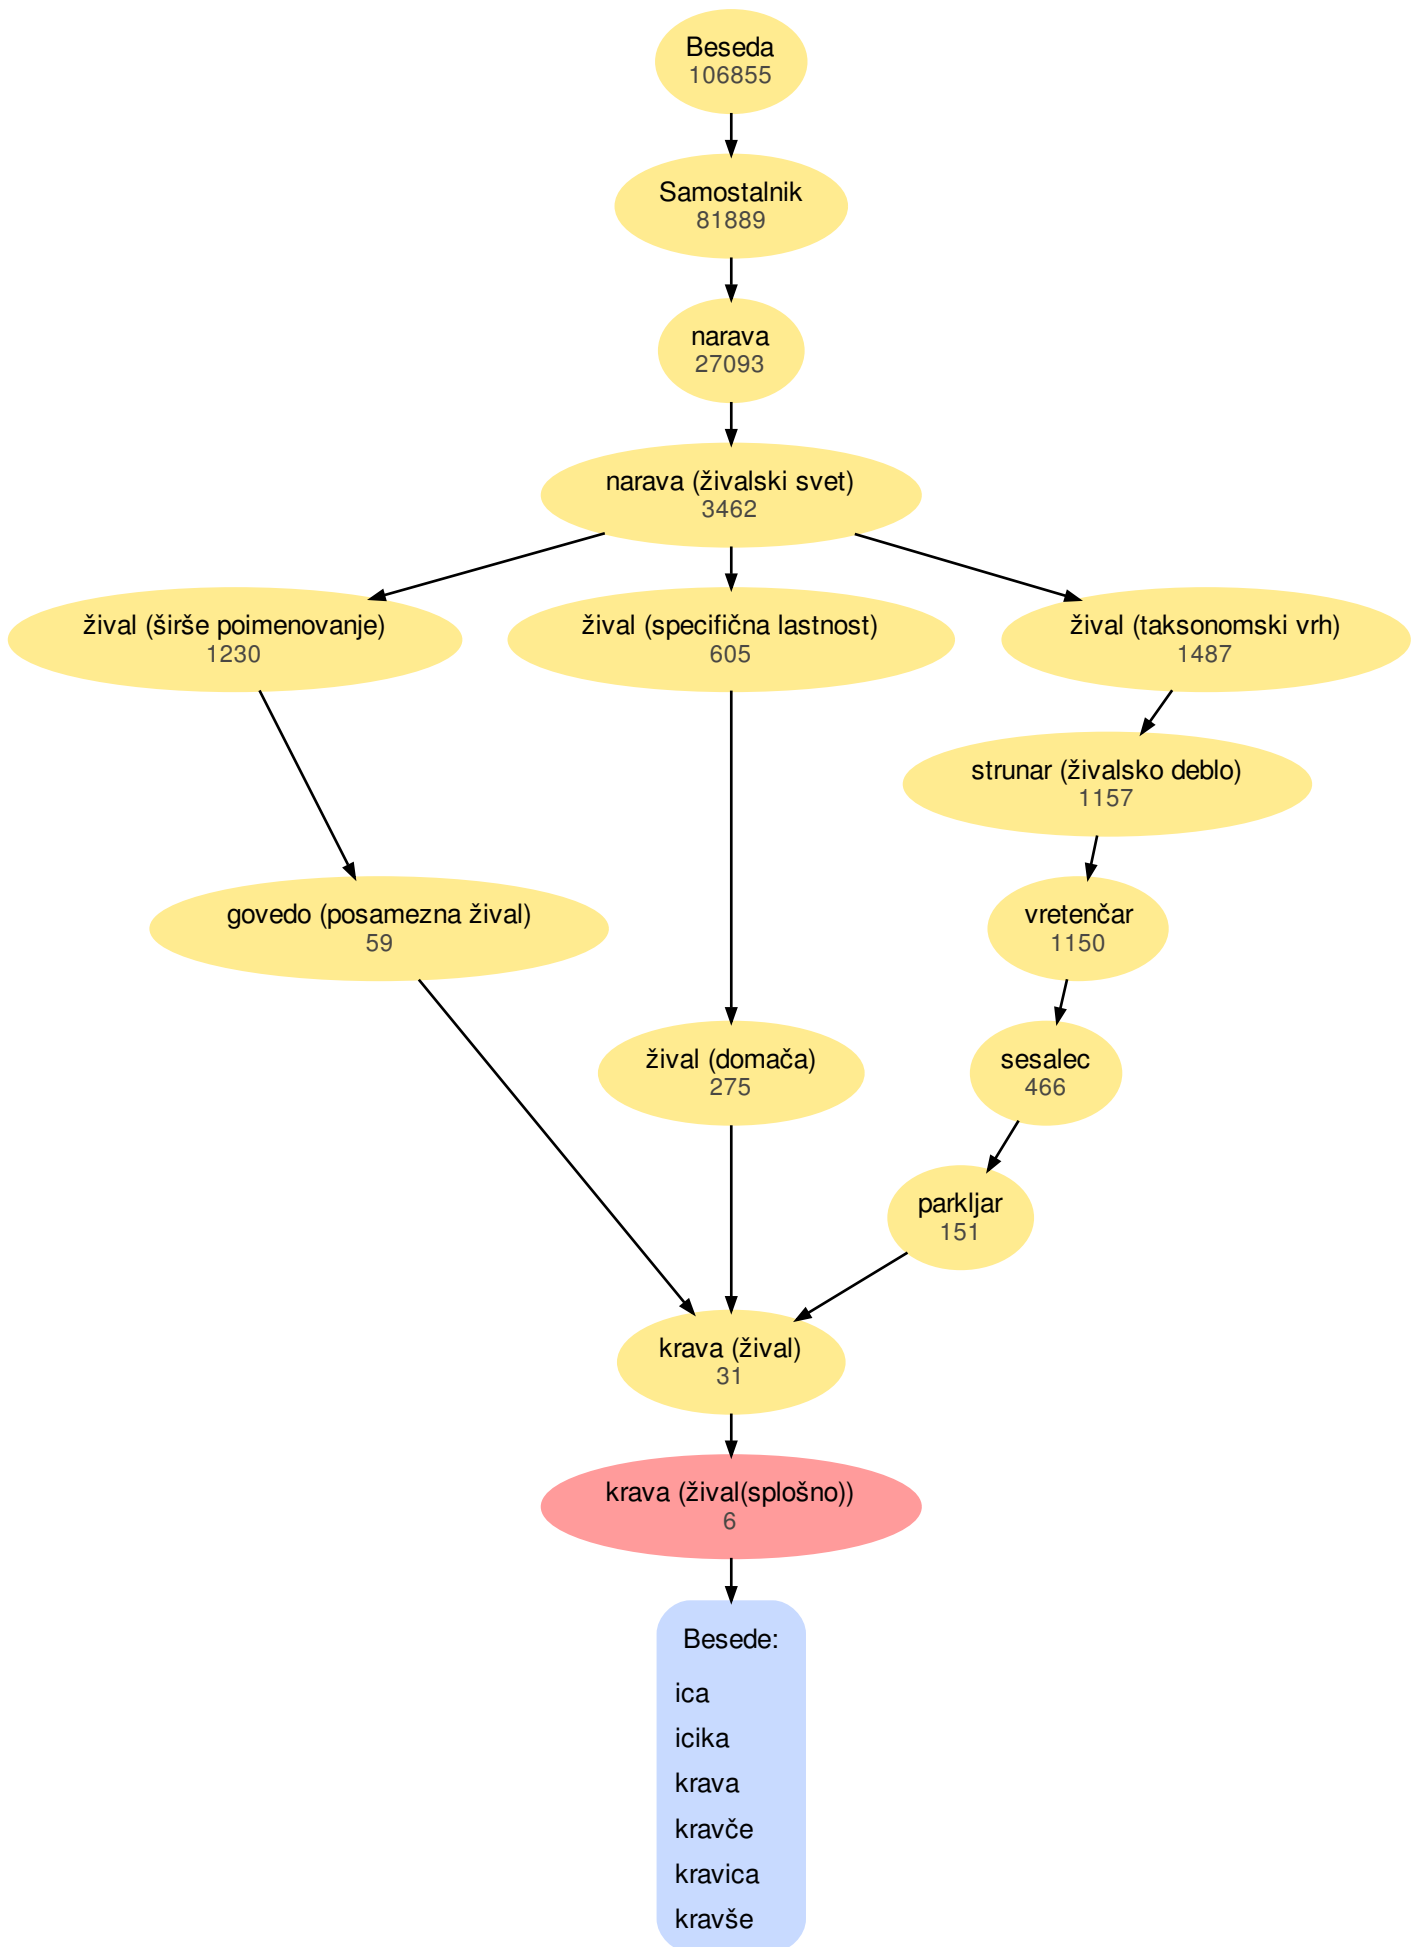 Beseda
106855
Samostalnik
81889
narava
27093
narava (živalski svet)
3462
žival (širše poimenovanje)
1230
žival (specifična lastnost)
605
žival (taksonomski vrh)
1487
strunar (živalsko deblo)
1157
govedo (posamezna žival)
59
vretenčar
1150
žival (domača)
275
sesalec
466
parkljar
151
krava (žival)
31
krava (žival(splošno))
6
Besede:
ica
icika
krava
kravče
kravica
kravše